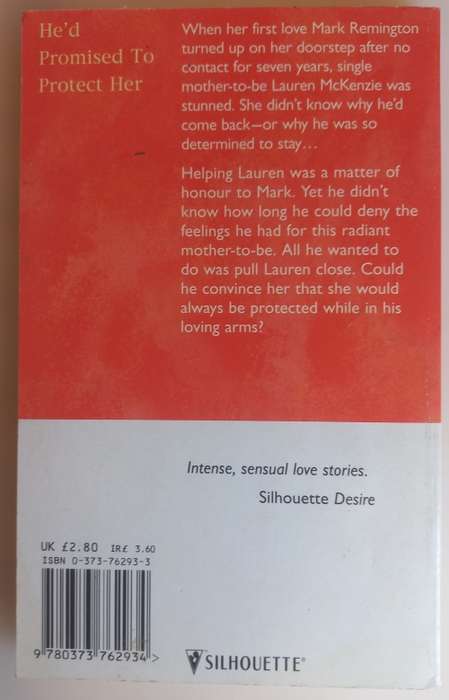 He'd
Promised To
Protect Her
When her first love Mark Remington
turned up on her doorstep after no
contact for seven years, single
mother-to-be Lauren McKenzie was
stunned. She didn't know why he'd
come back—or why he was so
determined to stay...
Helping Lauren was a matter of
honour to Mark. Yet he didn't
know how long he could deny the
feelings he had for this radiant
mother-to-be. All he wanted to
do was pull Lauren close. Could
he convince her that she would
always be protected while in his
loving arms?
Intense, sensual love stories.
Silhouette Desire
UK £2.80 IR£ 3.60
ISBN 0-373-76293-3
9 780373 762934 >
SILHOUETTE®